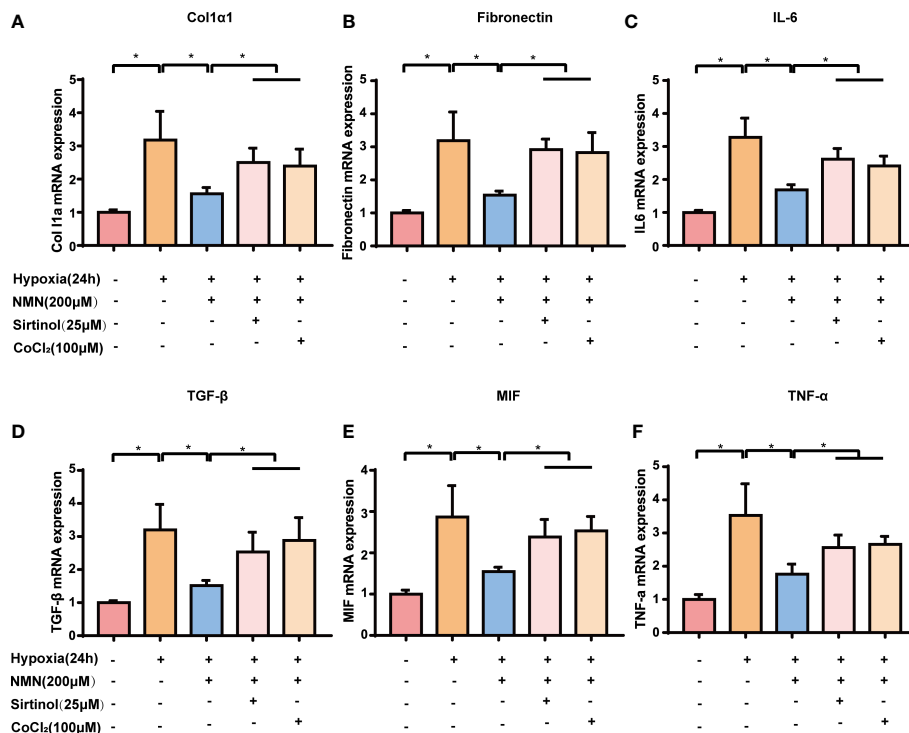 A Col1α1
* * *
Col I1a mRNA expression
5
4
3
2
1
0
B Fibronectin
* * *
Fibronectin mRNA expression
5
4
3
2
1
0
C IL-6
* * *
IL6 mRNA expression
5
4
3
2
1
0
Hypoxia(24h) - + + + + - + + + + - + + + +
NMN(200μM) - - + + + - - + + + - - + + +
Sirtinol(25μM) - - - + - - - - + - - - - + -
CoCl₂(100μM) - - - - + - - - - + - - - - +
D TGF-β
* * *
TGF-β mRNA expression
5
4
3
2
1
0
E MIF
* * *
MIF mRNA expression
4
3
2
1
0
F TNF-α
* * *
TNF-a mRNA expression
5
4
3
2
1
0
Hypoxia(24h) - + + + + - + + + + - + + + +
NMN(200μM) - - + + + - - + + + - - + + +
Sirtinol(25μM) - - - + - - - - + - - - - + -
CoCl₂(100μM) - - - - + - - - - + - - - - +